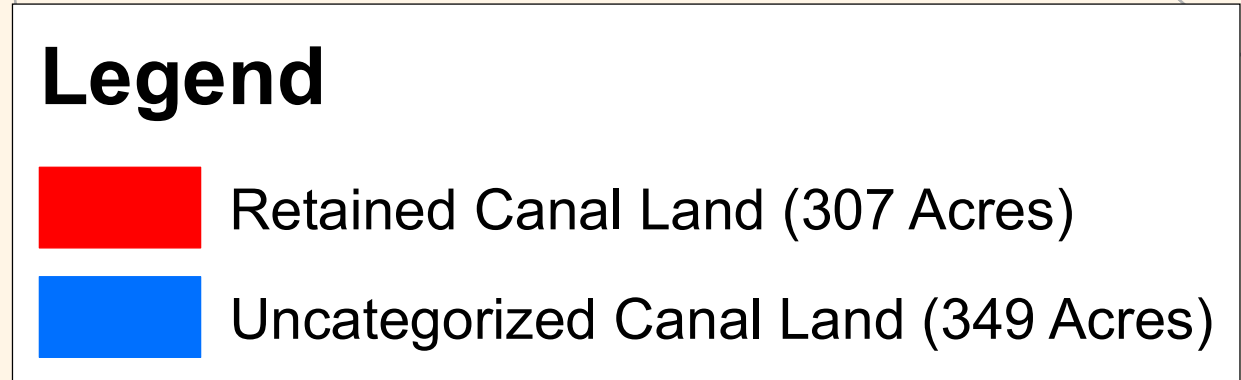 Legend
Retained Canal Land (307 Acres)
Uncategorized Canal Land (349 Acres)